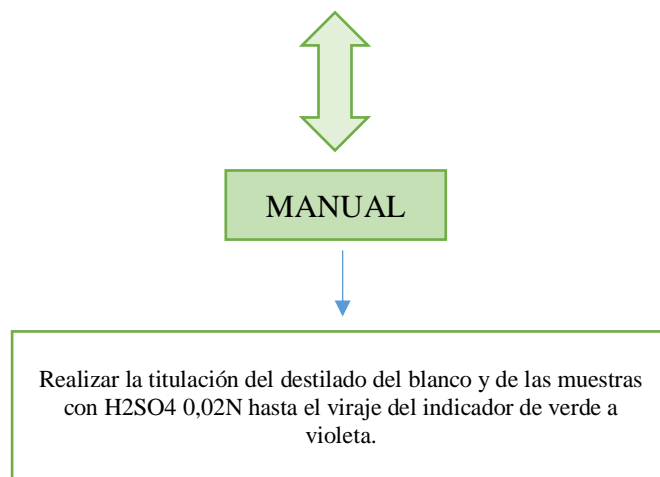 MANUAL
Realizar la titulación del destilado del blanco y de las muestras
con H2SO4 0,02N hasta el viraje del indicador de verde a
violeta.